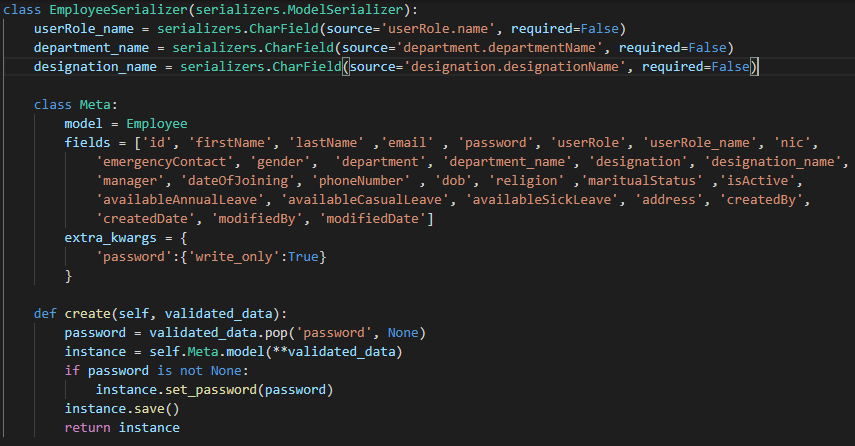 class EmployeeSerializer(serializers.ModelSerializer):
    userRole_name = serializers.CharField(source='userRole.name', required=False)
    department_name = serializers.CharField(source='department.departmentName', required=False)
    designation_name = serializers.CharField(source='designation.designationName', required=False)
    class Meta:
        model = Employee
        fields = ['id', 'firstName', 'lastName' ,'email' , 'password', 'userRole', 'userRole_name', 'nic',
            'emergencyContact', 'gender',  'department', 'department_name', 'designation', 'designation_name',
            'manager', 'dateOfJoining', 'phoneNumber' , 'dob', 'religion' ,'maritualStatus' ,'isActive',
            'availableAnnualLeave', 'availableCasualLeave', 'availableSickLeave', 'address', 'createdBy',
            'createdDate', 'modifiedBy', 'modifiedDate']
        extra_kwargs = {
            'password':{'write_only':True}
        }
    def create(self, validated_data):
        password = validated_data.pop('password', None)
        instance = self.Meta.model(**validated_data)
        if password is not None:
            instance.set_password(password)
        instance.save()
        return instance